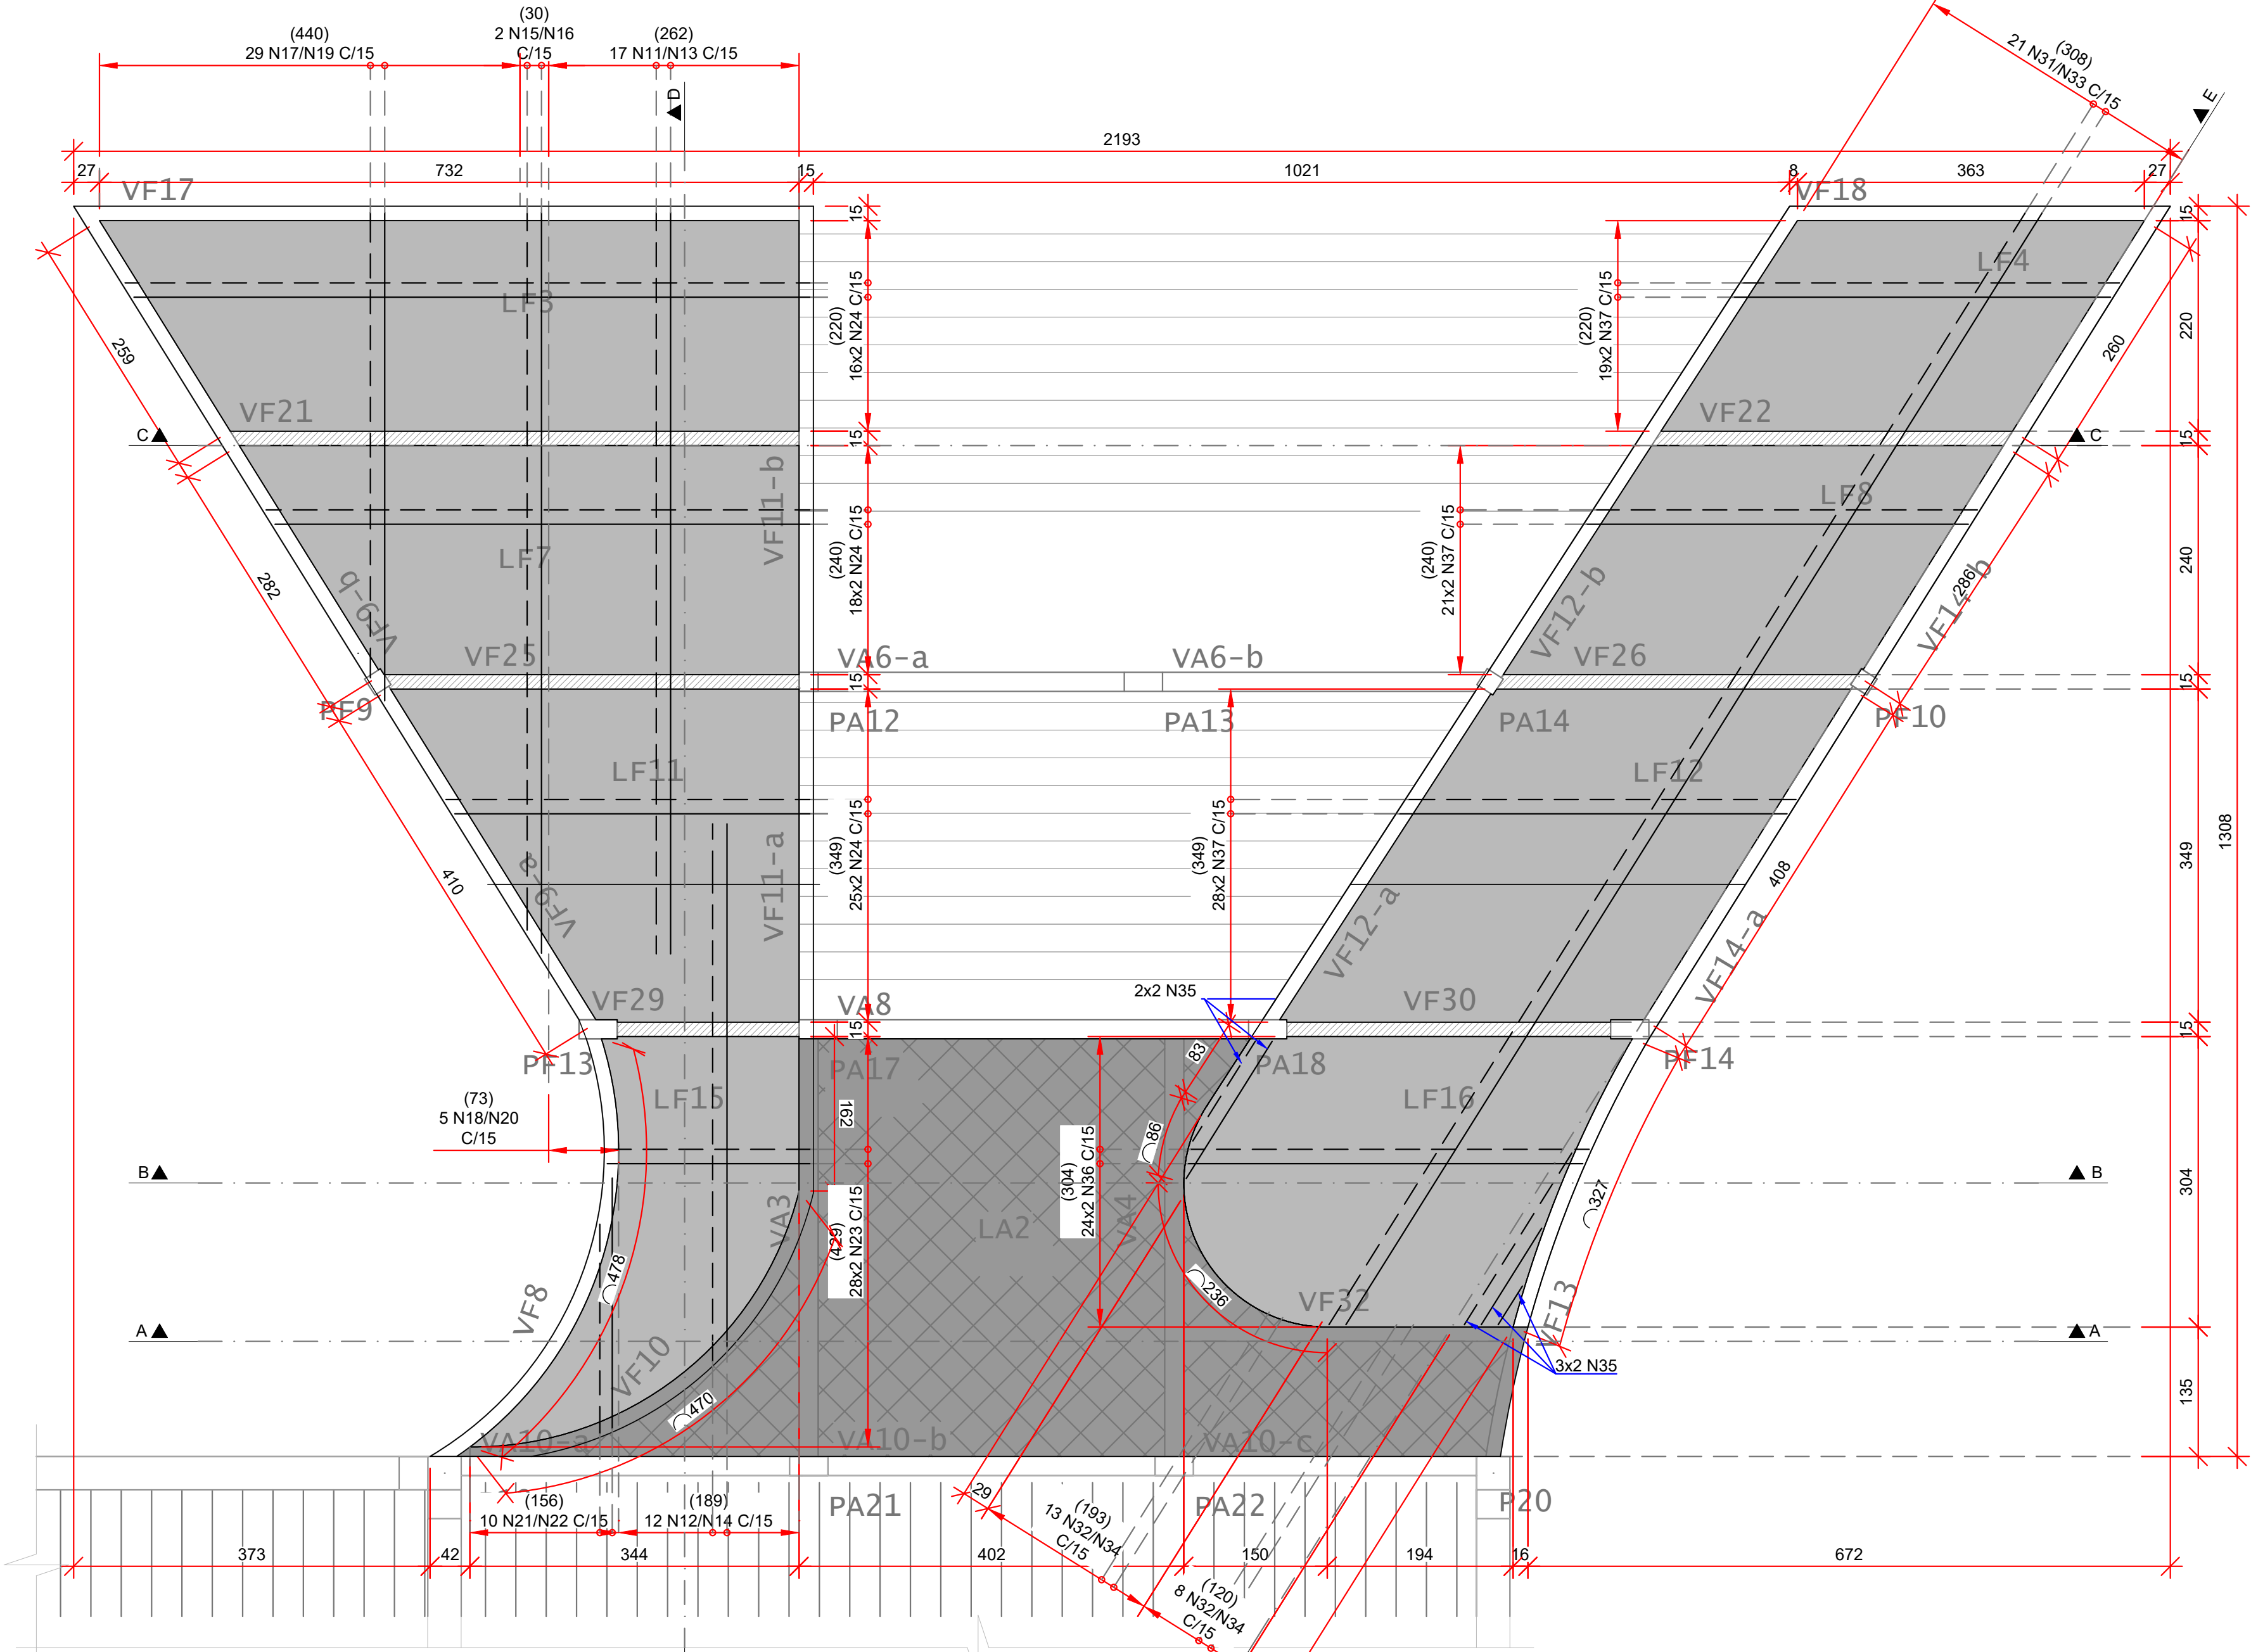 (440)
29 N17/N19 C/15
(30)
2 N15/N16
C/15
(262)
17 N11/N13 C/15
(308)
21 N31/N33 C/15
D
E
2193
27
732
15
1021
8
363
27
VF17
VF18
15
15
LF3
LF4
(220)
16x2 N24 C/15
(220)
19x2 N37 C/15
220
259
260
VF21
VF22
C
C
15
15
VF11-b
LF7
LF8
(240)
18x2 N24 C/15
(240)
21x2 N37 C/15
240
282
286
VF9-b
VF12-b
VF14-b
VF25
VA6-a
VA6-b
VF26
15
15
PF9
PA12
PA13
PA14
PF10
LF11
LF12
(349)
25x2 N24 C/15
(349)
28x2 N37 C/15
349
1308
410
408
VF9-a
VF11-a
VF12-a
VF14-a
VF29
VA8
2x2 N35
VF30
15
15
PF13
PA17
83
PA18
PF14
(73)
5 N18/N20
C/15
LF15
162
86
LF16
(304)
24x2 N36 C/15
B
B
304
327
VA3
(429)
28x2 N23 C/15
LA2
VA4
478
236
VF8
VF32
VF13
A
A
VF10
3x2 N35
470
135
VA10-a
VA10-b
VA10-c
29
(156)
10 N21/N22 C/15
(189)
12 N12/N14 C/15
PA21
PA22
P20
(193)
13 N32/N34
C/15
373
42
344
402
150
194
16
672
(120)
8 N32/N34
C/15